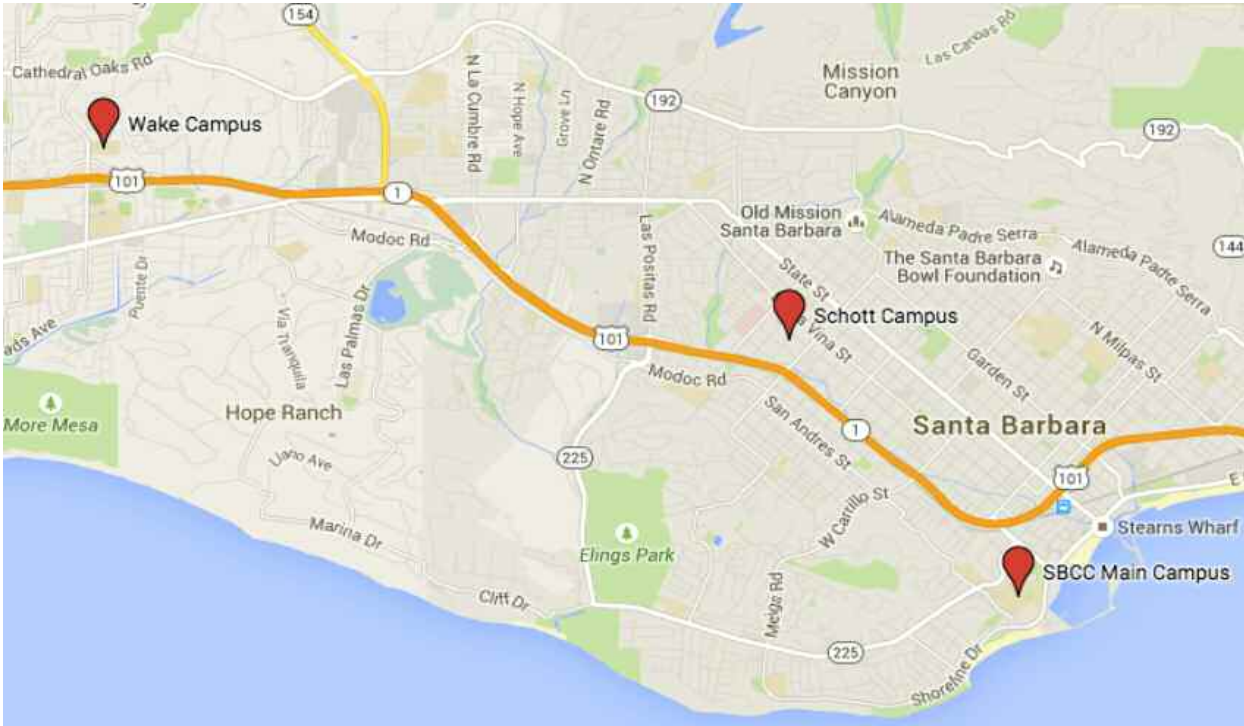 154
Cathedral Oaks Rd
Wake Campus
101
N La Cumbre Rd
N Hope Ave
Grove Ln
N Ontare Rd
192
Mission
Canyon
Las Canoas Rd
192
1
Modoc Rd
Puente Dr
Via Tranquila
Las Palmas Dr
Las Positas Rd
Old Mission
Santa Barbara
Alameda Padre Serra
Alameda Padre Serra
The Santa Barbara
Bowl Foundation
144
State St
Schott Campus
Vina St
N Milpas St
Garden St
101
Modoc Rd
More Mesa
Hope Ranch
Llano Ave
San Andres St
1
Santa Barbara
225
101
E
Marina Dr
Elings Park
W Carrillo St
Stearns Wharf
SBCC Main Campus
Cliff Dr
Meigs Rd
225
Shoreline Dr